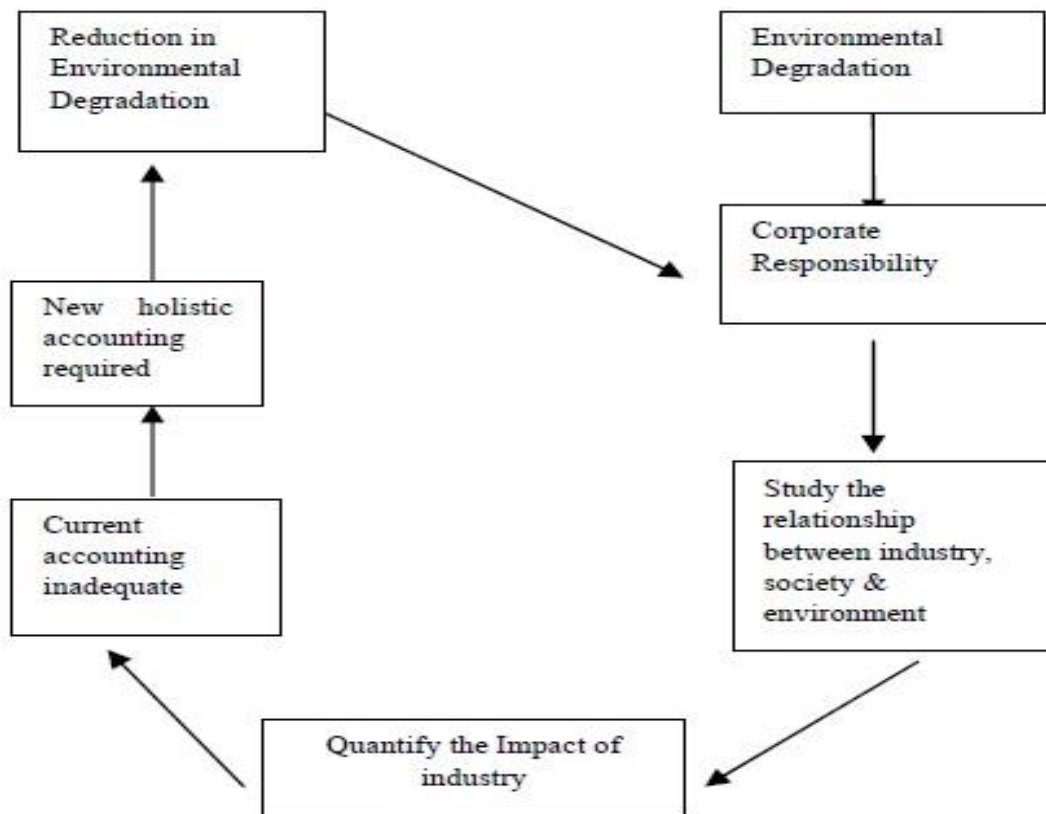 Reduction in
Environmental
Degradation
Environmental
Degradation
Corporate
Responsibility
New holistic
accounting
required
Study the
relationship
between industry,
society &
environment
Current
accounting
inadequate
Quantify the Impact of
industry